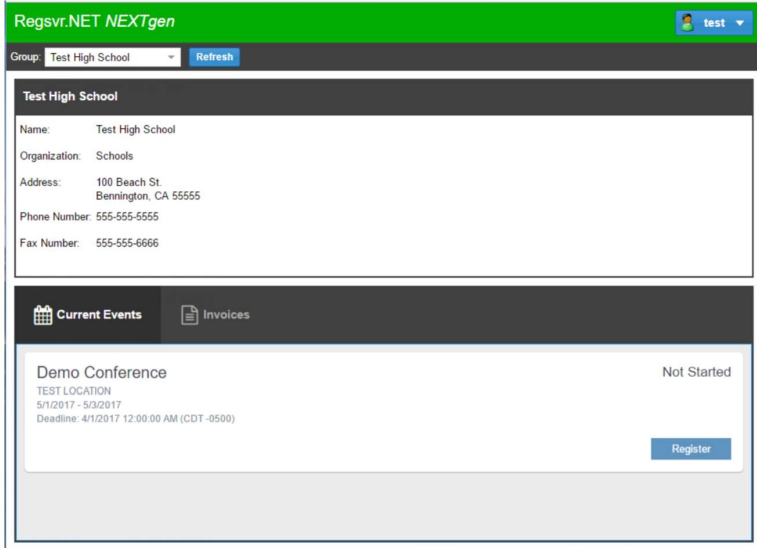 Regsvr.NET NEXTgen
test
Group: Test High School Refresh
Test High School
Name: Test High School
Organization: Schools
Address: 100 Beach St.
Bennington, CA 55555
Phone Number: 555-555-5555
Fax Number: 555-555-6666
Current Events Invoices
Demo Conference
Not Started
TEST LOCATION
5/1/2017 - 5/3/2017
Deadline: 4/1/2017 12:00:00 AM (CDT -0500)
Register